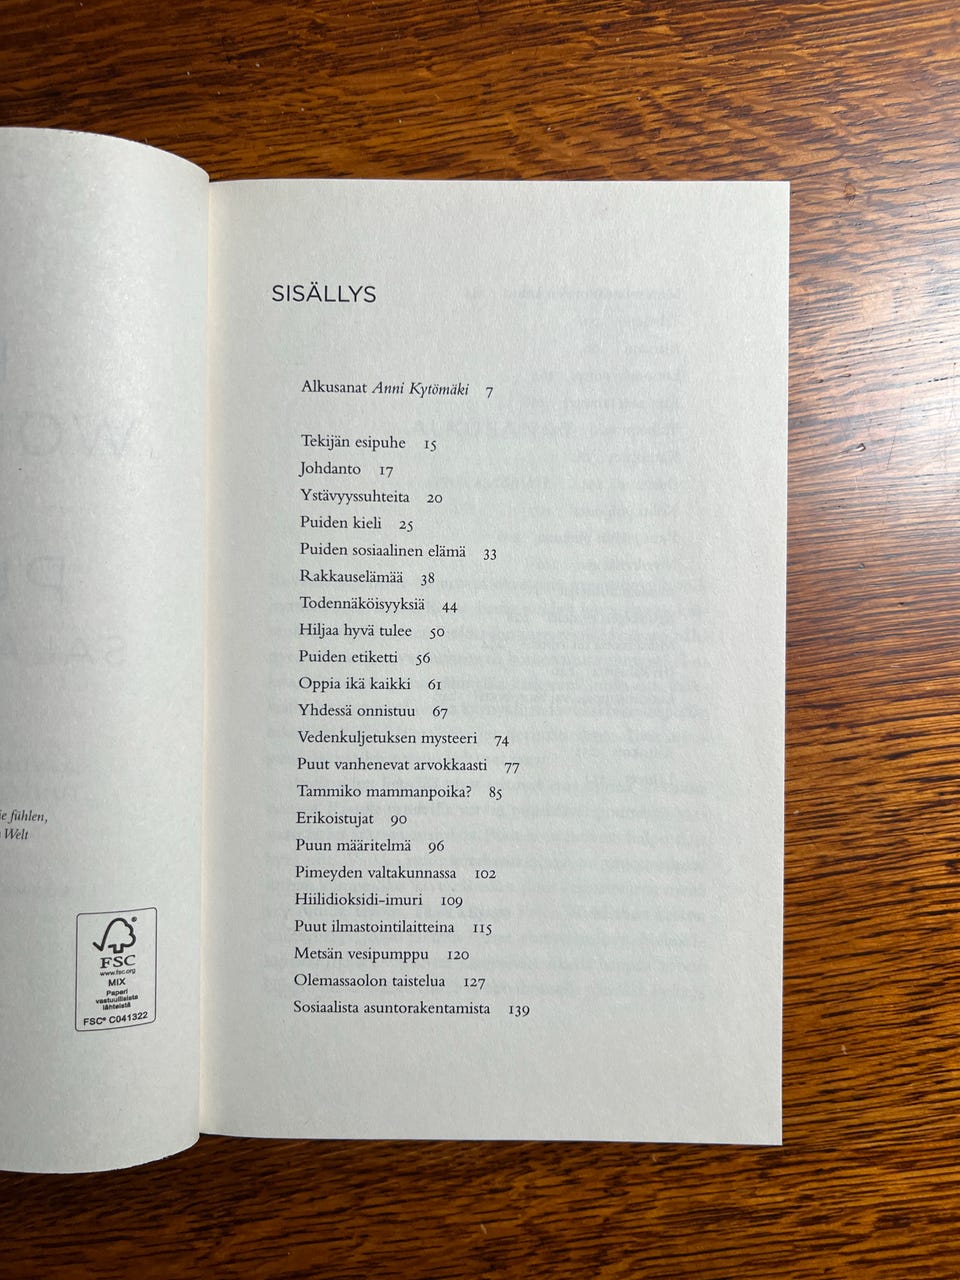 ie fühlen,
n Welt
FSC
www.fsc.org
MIX
Paperi
vastuullisista
lähteistä
FSC® C041322
SISÄLLYS
Alkusanat Anni Kytömäki 7
Tekijän esipuhe 15
Johdanto 17
Ystävyyssuhteita 20
Puiden kieli 25
Puiden sosiaalinen elämä 33
Rakkauselämää 38
Todennäköisyyksiä 44
Hiljaa hyvä tulee 50
Puiden etiketti 56
Oppia ikä kaikki 61
Yhdessä onnistuu 67
Vedenkuljetuksen mysteeri 74
Puut vanhenevat arvokkaasti 77
Tammiko mammanpoika? 85
Erikoistujat 90
Puun määritelmä 96
Pimeyden valtakunnassa 102
Hiilidioksidi-imuri 109
Puut ilmastointilaitteina 115
Metsän vesipumppu 120
Olemassaolon taistelua 127
Sosiaalista asuntorakentamista 139